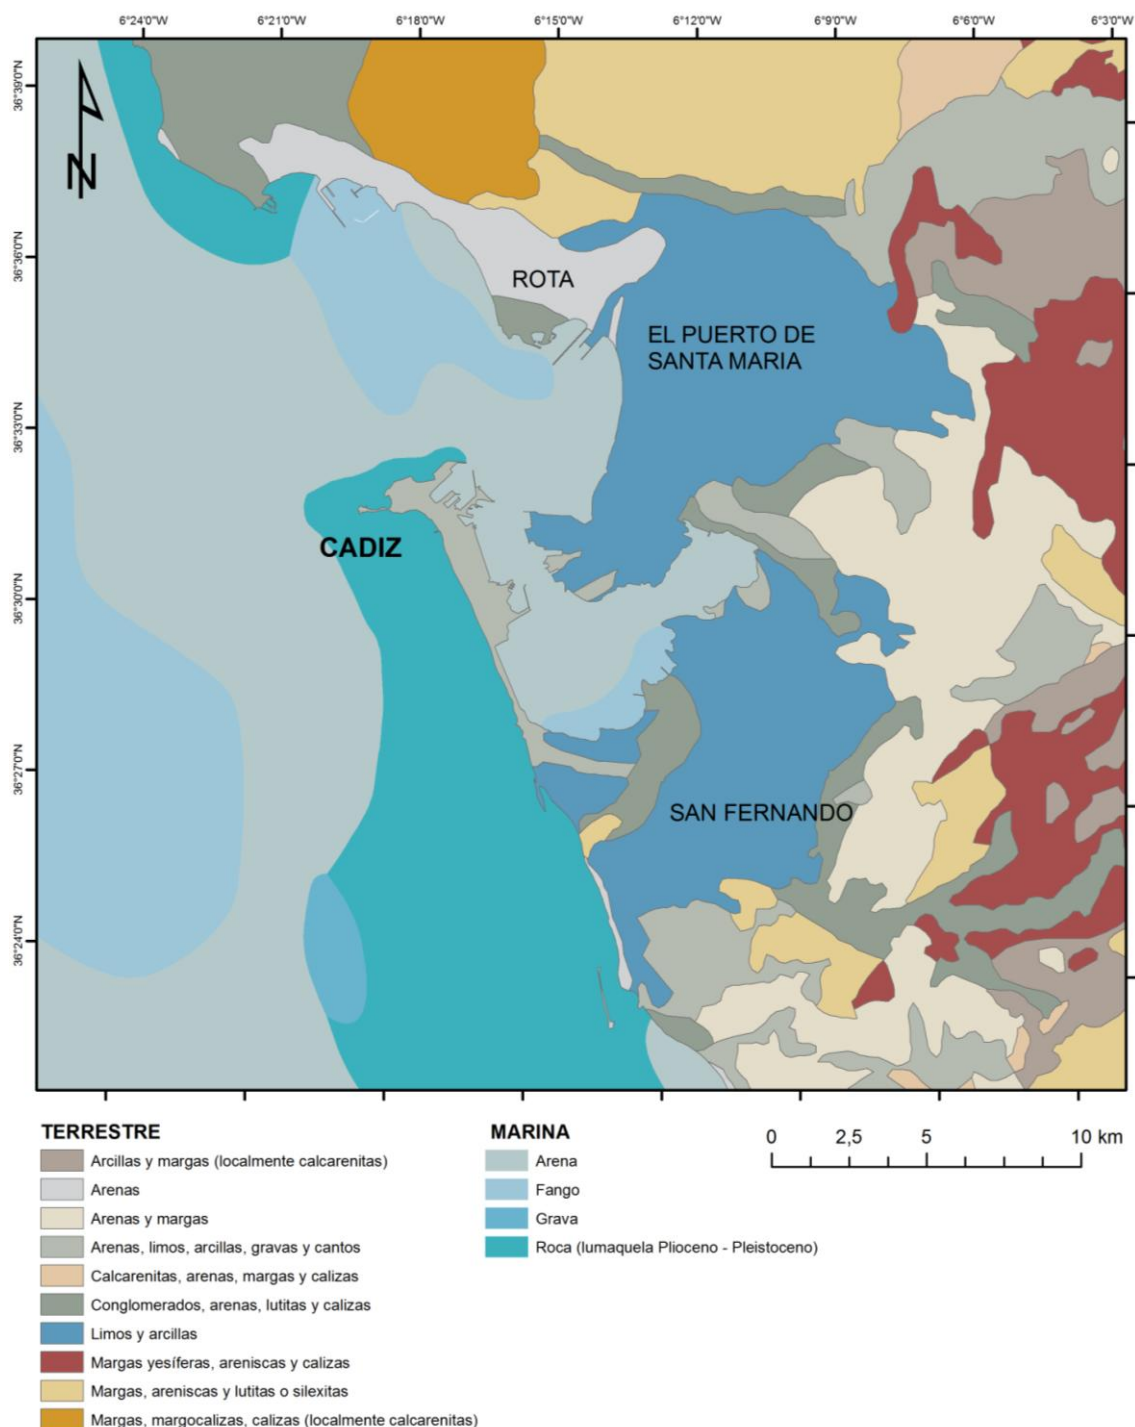 6°24'0"W 6°21'0"W 6°18'0"W 6°15'0"W 6°12'0"W 6°9'0"W 6°6'0"W 6°3'0"W
36°39'0"N
N
36°36'0"N
ROTA
EL PUERTO DE
SANTA MARIA
36°33'0"N
CADIZ
36°30'0"N
36°27'0"N
SAN FERNANDO
36°24'0"N
TERRESTRE
Arcillas y margas (localmente calcarenitas)
Arenas
Arenas y margas
Arenas, limos, arcillas, gravas y cantos
Calcarenitas, arenas, margas y calizas
Conglomerados, arenas, lutitas y calizas
Limos y arcillas
Margas yesíferas, areniscas y calizas
Margas, areniscas y lutitas o silexitas
Margas, margocalizas, calizas (localmente calcarenitas)
MARINA
Arena
Fango
Grava
Roca (lumaquela Plioceno - Pleistoceno)
0 2,5 5 10 km